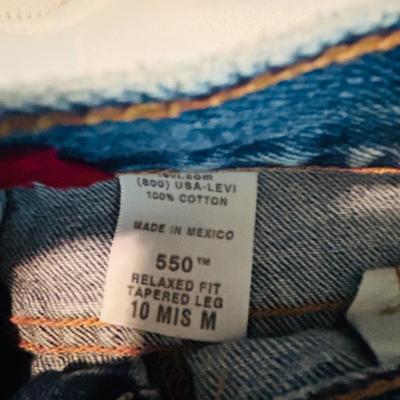 (800) USA-LEVI
100% COTTON
MADE IN MEXICO
550™
RELAXED FIT
TAPERED LEG
10 MIS M